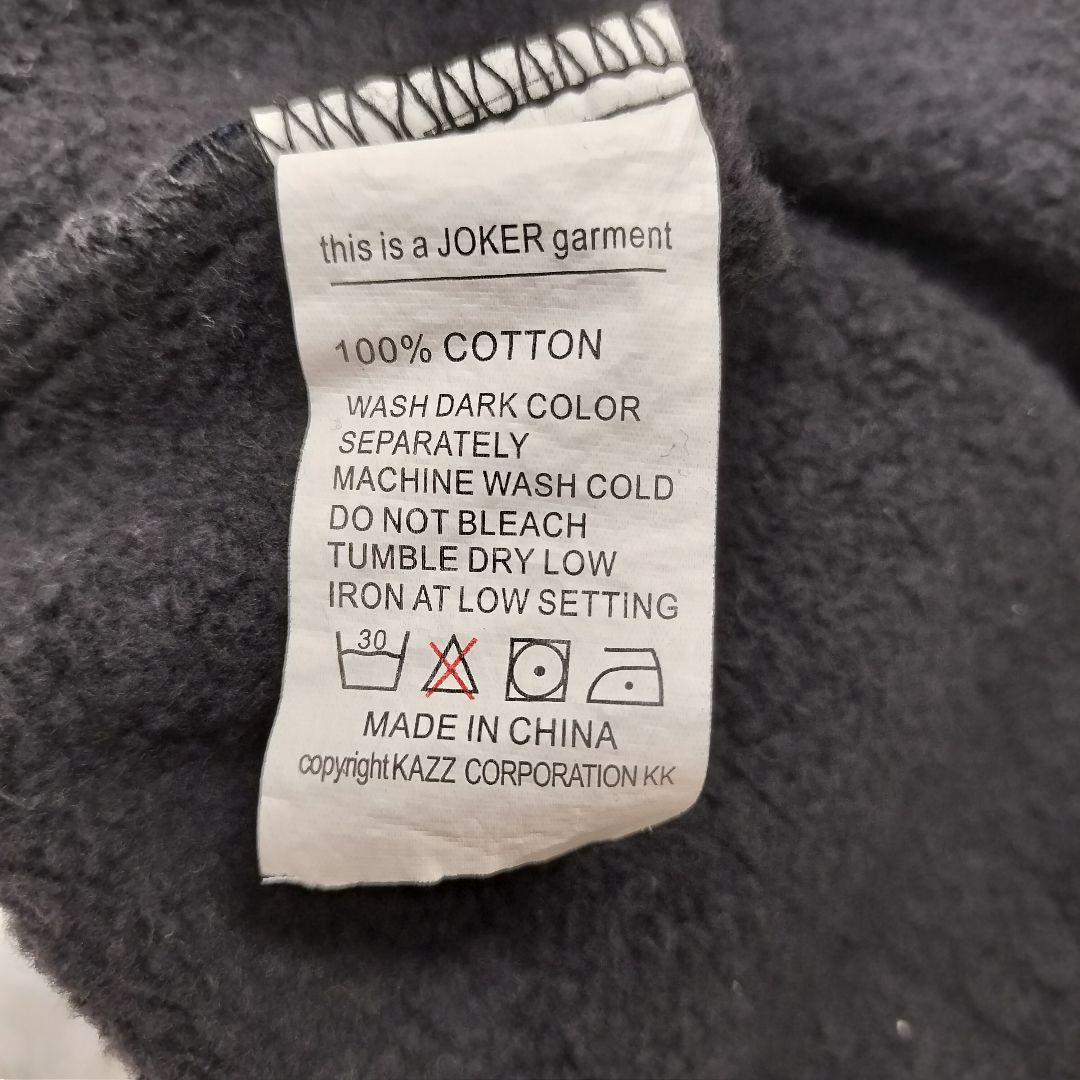 this is a JOKER garment
100% COTTON
WASH DARK COLOR
SEPARATELY
MACHINE WASH COLD
DO NOT BLEACH
TUMBLE DRY LOW
IRON AT LOW SETTING
30
MADE IN CHINA
copyright KAZZ CORPORATION KK